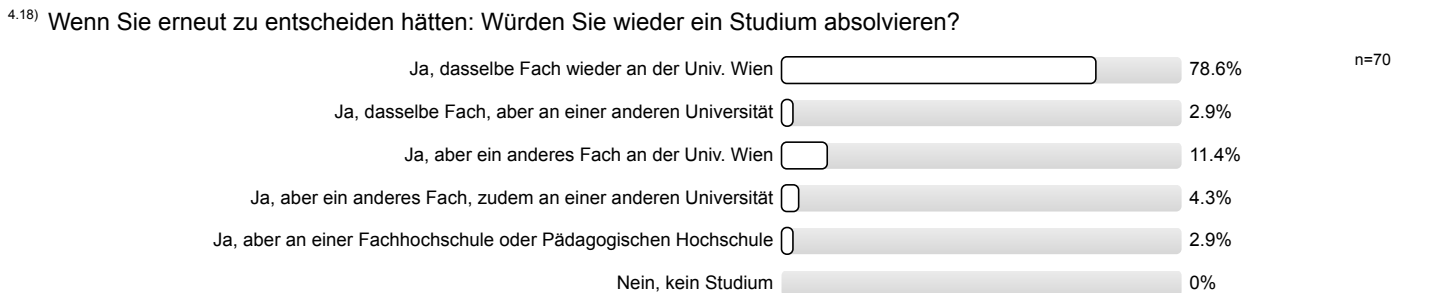 4.18) Wenn Sie erneut zu entscheiden hätten: Würden Sie wieder ein Studium absolvieren?
Ja, dasselbe Fach wieder an der Univ. Wien 78.6% n=70
Ja, dasselbe Fach, aber an einer anderen Universität 2.9%
Ja, aber ein anderes Fach an der Univ. Wien 11.4%
Ja, aber ein anderes Fach, zudem an einer anderen Universität 4.3%
Ja, aber an einer Fachhochschule oder Pädagogischen Hochschule 2.9%
Nein, kein Studium 0%